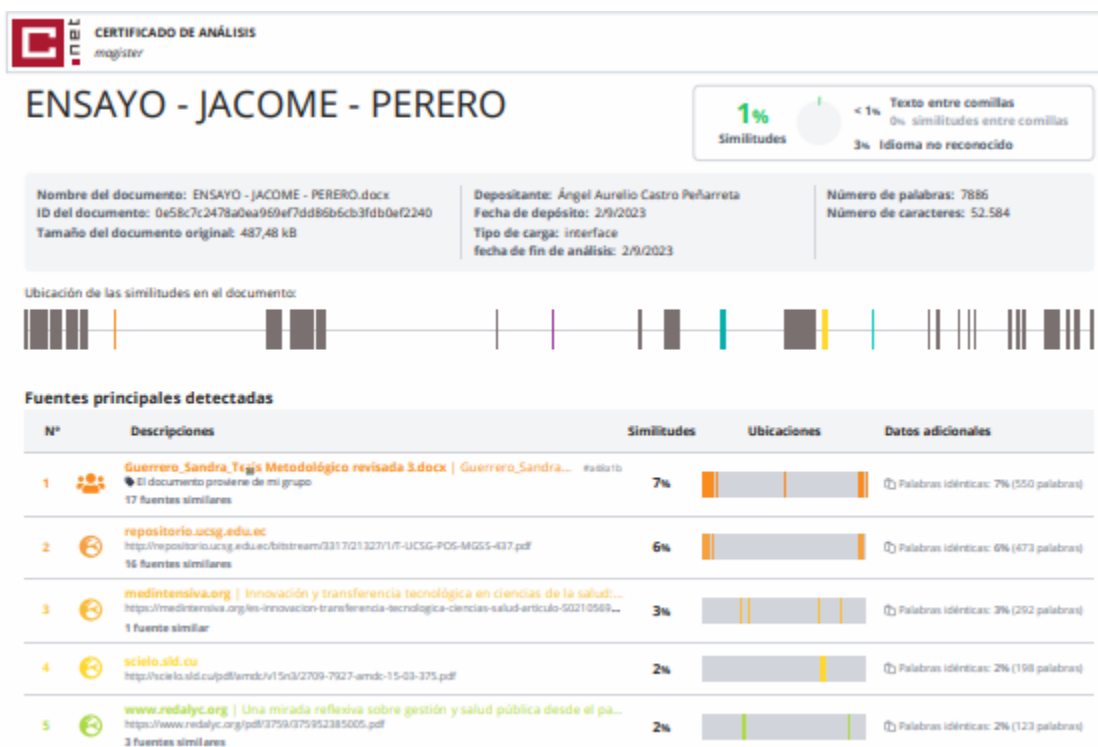 C .net
CERTIFICADO DE ANÁLISIS
magister
ENSAYO - JACOME - PERERO
1%
Similitudes
< 1% Texto entre comillas
0% similitudes entre comillas
3% Idioma no reconocido
Nombre del documento: ENSAYO - JACOME - PERERO.docx
ID del documento: 0e58c7c2478a0ea969ef7dd86b6cb3fdb0ef2240
Tamaño del documento original: 487,48 kB
Depositante: Ángel Aurelio Castro Peñarreta
Fecha de depósito: 2/9/2023
Tipo de carga: interface
fecha de fin de análisis: 2/9/2023
Número de palabras: 7886
Número de caracteres: 52.584
Ubicación de las similitudes en el documento:
Fuentes principales detectadas
N° Descripciones Similitudes Ubicaciones Datos adicionales
1 Guerrero_Sandra_Tesis Metodológico revisada 3.docx | Guerrero_Sandra... 7% Palabras idénticas: 7% (550 palabras)
El documento proviene de mi grupo
17 fuentes similares
2 repositorio.ucsg.edu.ec 6% Palabras idénticas: 6% (473 palabras)
http://repositorio.ucsg.edu.ec/bitstream/3317/21327/1/T-UCSG-POS-MGSS-437.pdf
16 fuentes similares
3 medintensiva.org | Innovación y transferencia tecnológica en ciencias de la salud:... 3% Palabras idénticas: 3% (292 palabras)
https://medintensiva.org/es-innovacion-transferencia-tecnologica-ciencias-salud-articulo-S0210569...
1 fuente similar
4 scielo.sld.cu 2% Palabras idénticas: 2% (198 palabras)
http://scielo.sld.cu/pdf/amdc/v15n3/2709-7927-amdc-15-03-375.pdf
5 www.redalyc.org | Una mirada reflexiva sobre gestión y salud pública desde el pa... 2% Palabras idénticas: 2% (123 palabras)
https://www.redalyc.org/pdf/3759/375952385005.pdf
3 fuentes similares